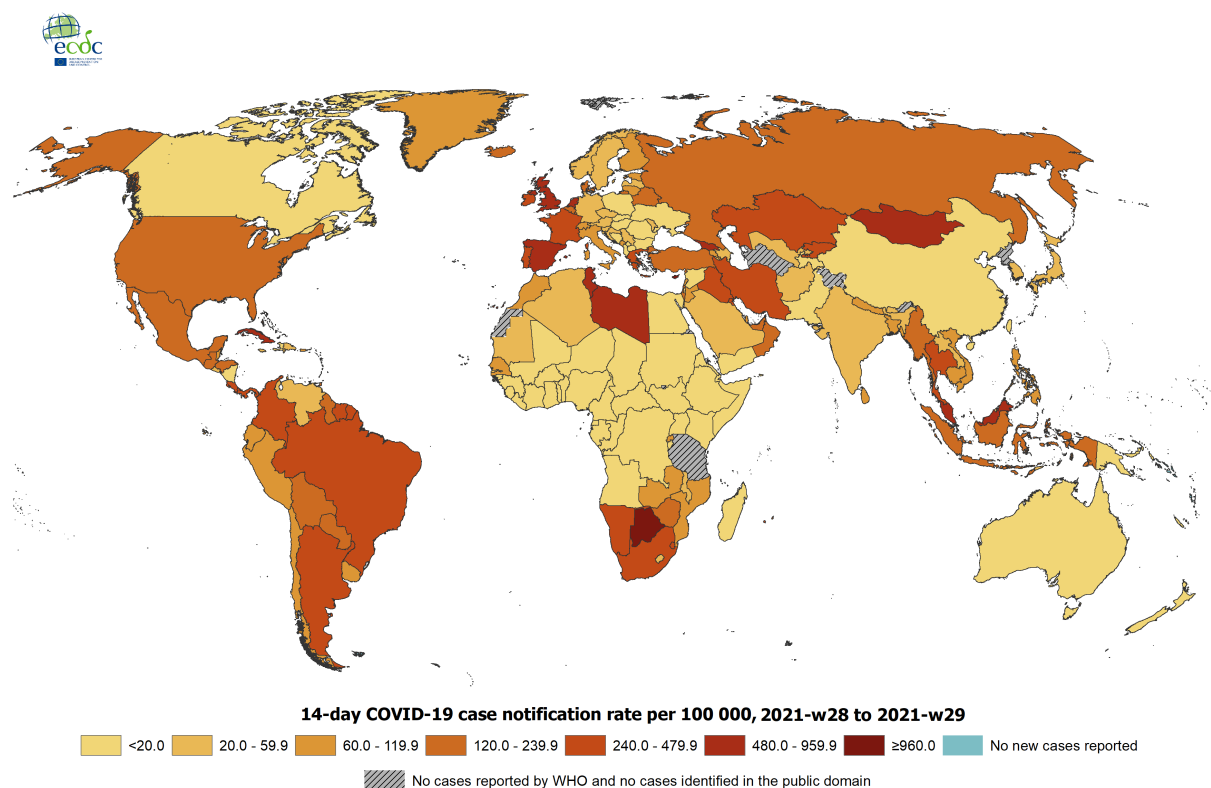 ecdc
14-day COVID-19 case notification rate per 100 000, 2021-w28 to 2021-w29
<20.0
20.0 - 59.9
60.0 - 119.9
120.0 - 239.9
240.0 - 479.9
480.0 - 959.9
≥960.0
No new cases reported
No cases reported by WHO and no cases identified in the public domain